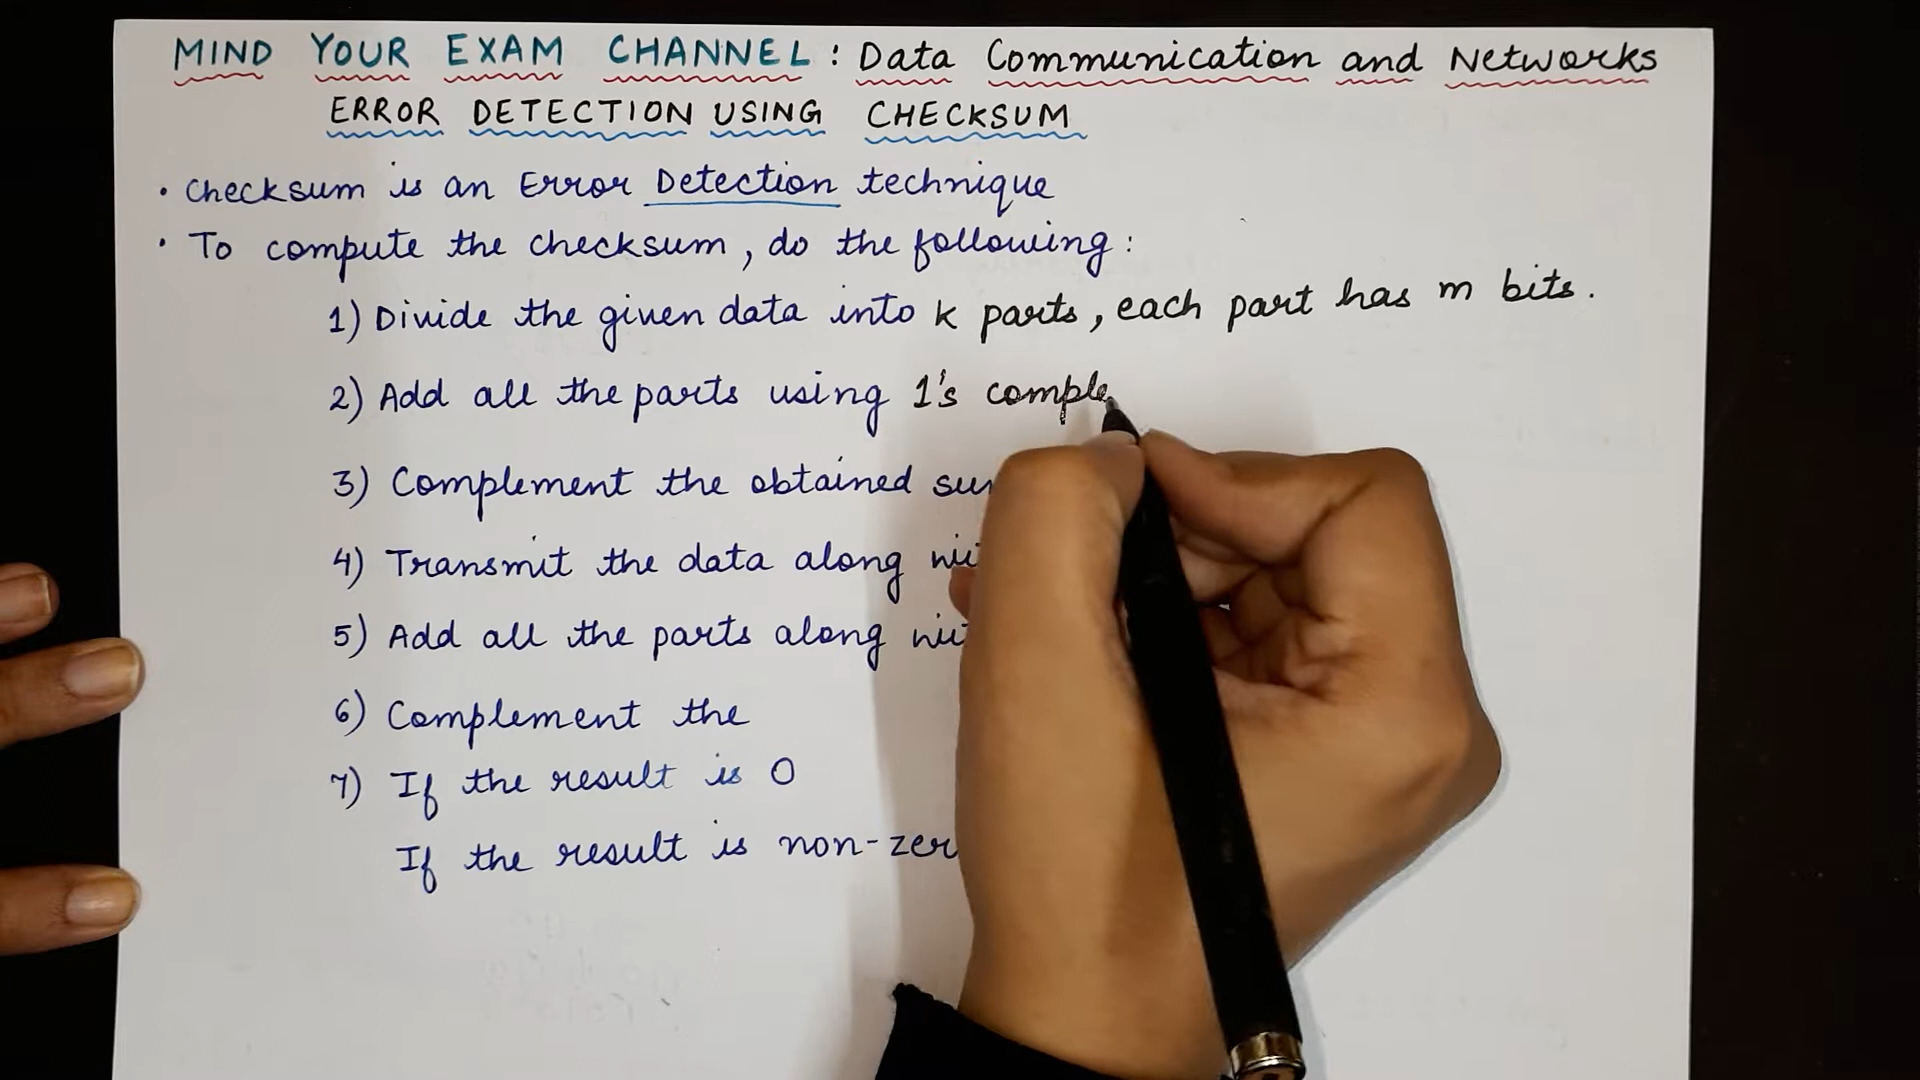 MIND YOUR EXAM CHANNEL : Data Communication and Networks
ERROR DETECTION USING CHECKSUM
• Checksum is an Error Detection technique
• To compute the checksum, do the following :
1) Divide the given data into k parts, each part has m bits.
2) Add all the parts using 1's comple
3) Complement the obtained
4) Transmit the data along
5) Add all the parts along
6) Complement the
7) If the result is 0
If the result is non-zer